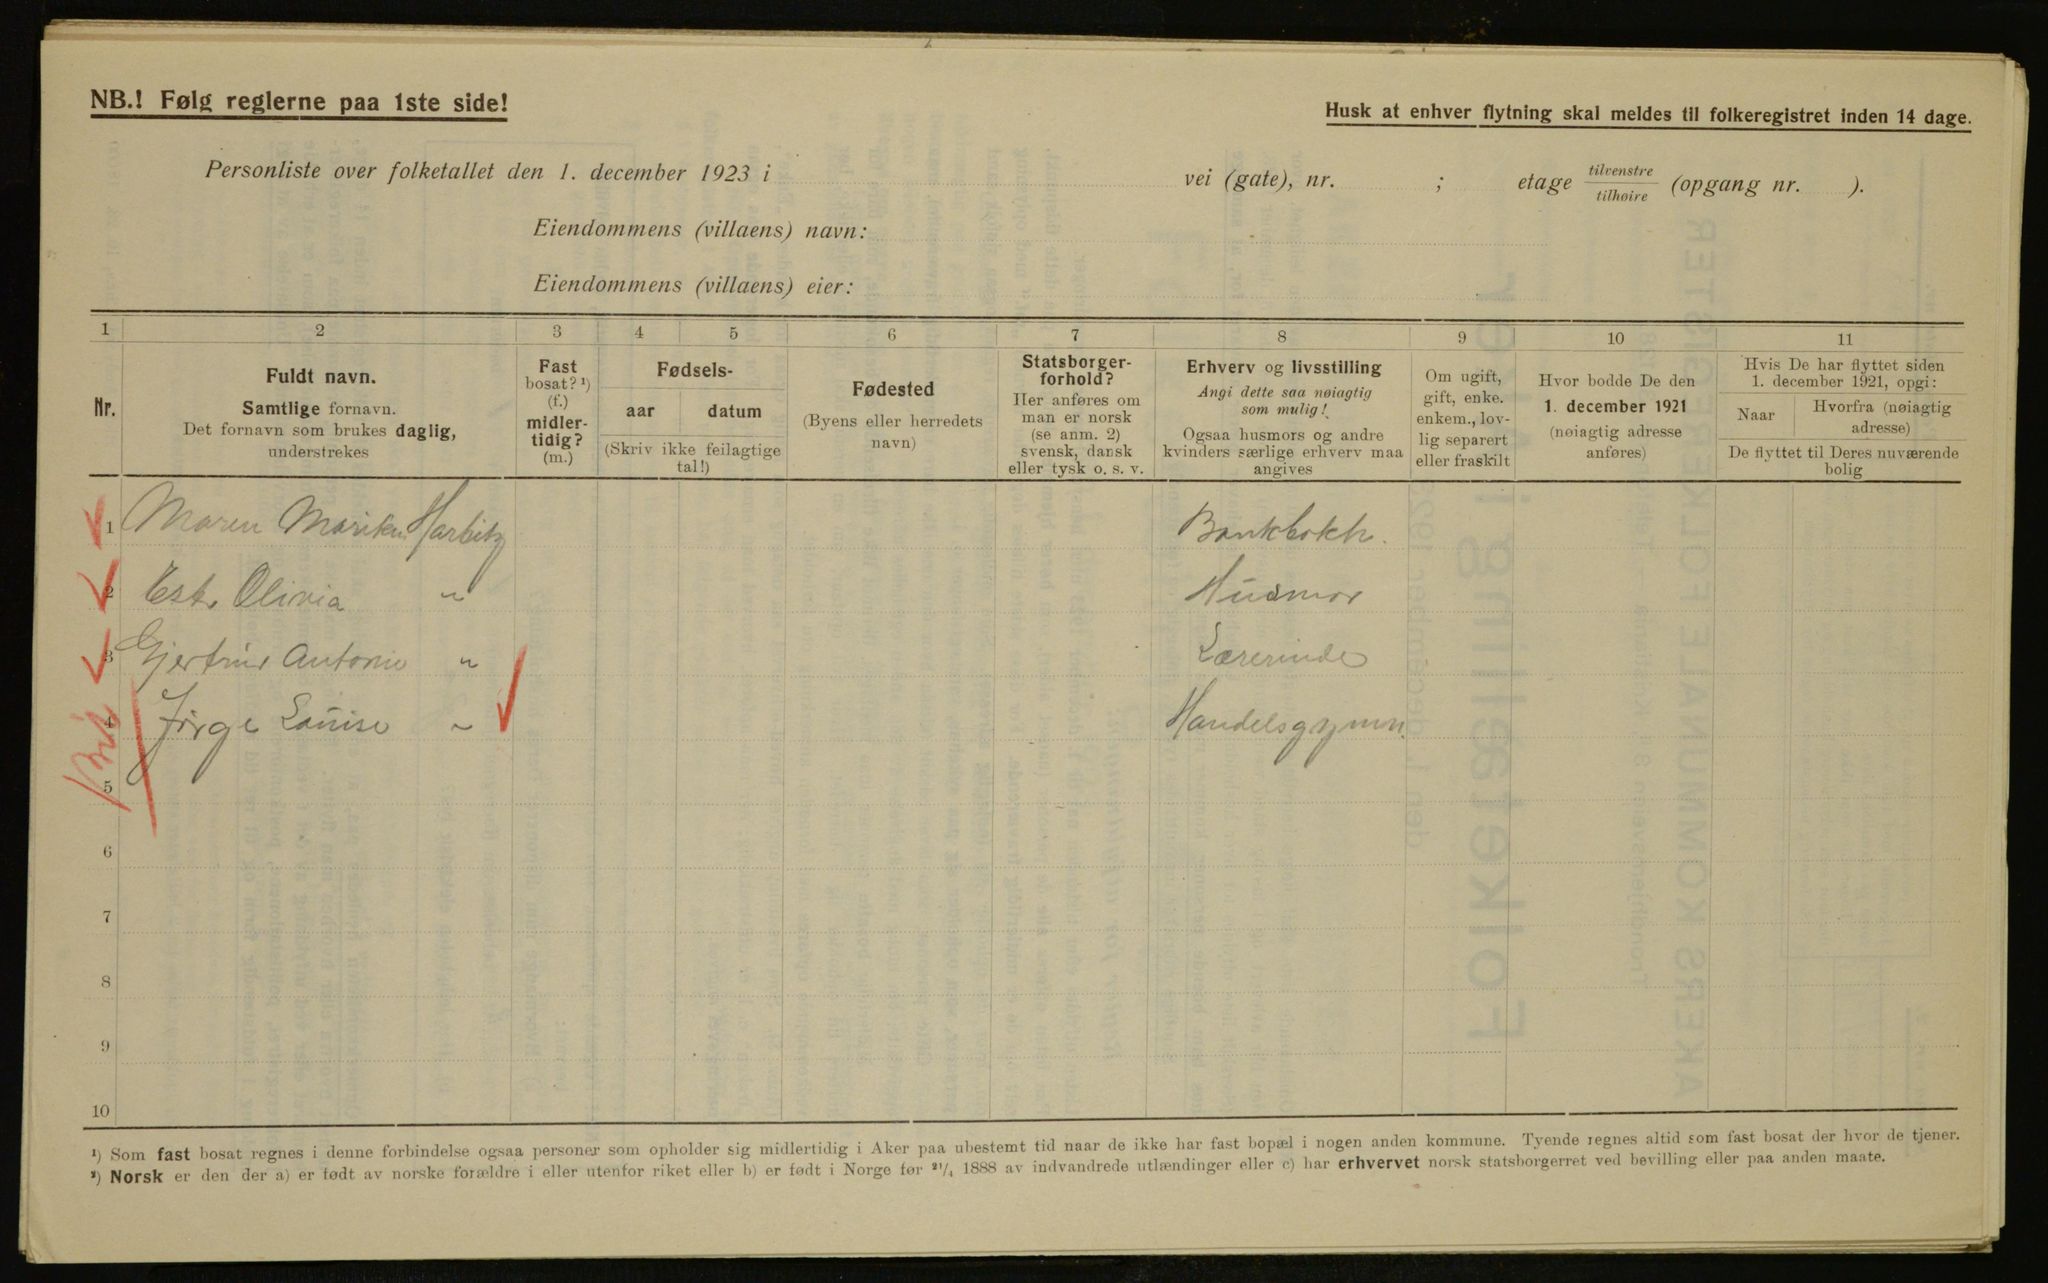 NB.! Følg reglerne paa 1ste side!
Husk at enhver flytning skal meldes til folkeregistret inden 14 dage.
Personliste over folketallet den 1. december 1923 i vei (gate), nr. ; etage tilvenstre/tilhøire (opgang nr. ).
Eiendommens (villaens) navn:
Eiendommens (villaens) eier:
1 2 3 4 5 6 7 8 9 10 11
Nr.
Fuldt navn.
Samtlige fornavn.
Det fornavn som brukes daglig,
understrekes
Fast
bosat? ¹)
(f.)
midler-
tidig?
(m.)
Fødsels-
aar datum
(Skriv ikke feilagtige
tal!)
Fødested
(Byens eller herredets
navn)
Statsborger-
forhold?
Her anføres om
man er norsk
(se anm. 2)
svensk, dansk
eller tysk o. s. v.
Erhverv og livsstilling
Angi dette saa nøiagtig
som mulig!
Ogsaa husmors og andre
kvinders særlige erhverv maa
angives
Om ugift,
gift, enke.
enkem., lov-
lig separert
eller fraskilt
Hvor bodde De den
1. december 1921
(nøiagtig adresse
anføres)
Hvis De har flyttet siden
1. december 1921, opgi:
Naar Hvorfra (nøiagtig
adresse)
De flyttet til Deres nuværende
bolig
1 Maren Marike Harbitz Bankbokh.
2 Olivia " Husmor
3 Gjertrud Antonie " Lærerinde
4 Louise " Handelsgymn.
5
6
7
8
9
10
¹) Som fast bosat regnes i denne forbindelse ogsaa personer som opholder sig midlertidig i Aker paa ubestemt tid naar de ikke har fast bopæl i nogen anden kommune. Tyende regnes altid som fast bosat der hvor de tjener.
²) Norsk er den der a) er født av norske forældre i eller utenfor riket eller b) er født i Norge før ²¹/₄ 1888 av indvandrede utlændinger eller c) har erhvervet norsk statsborgerret ved bevilling eller paa anden maate.